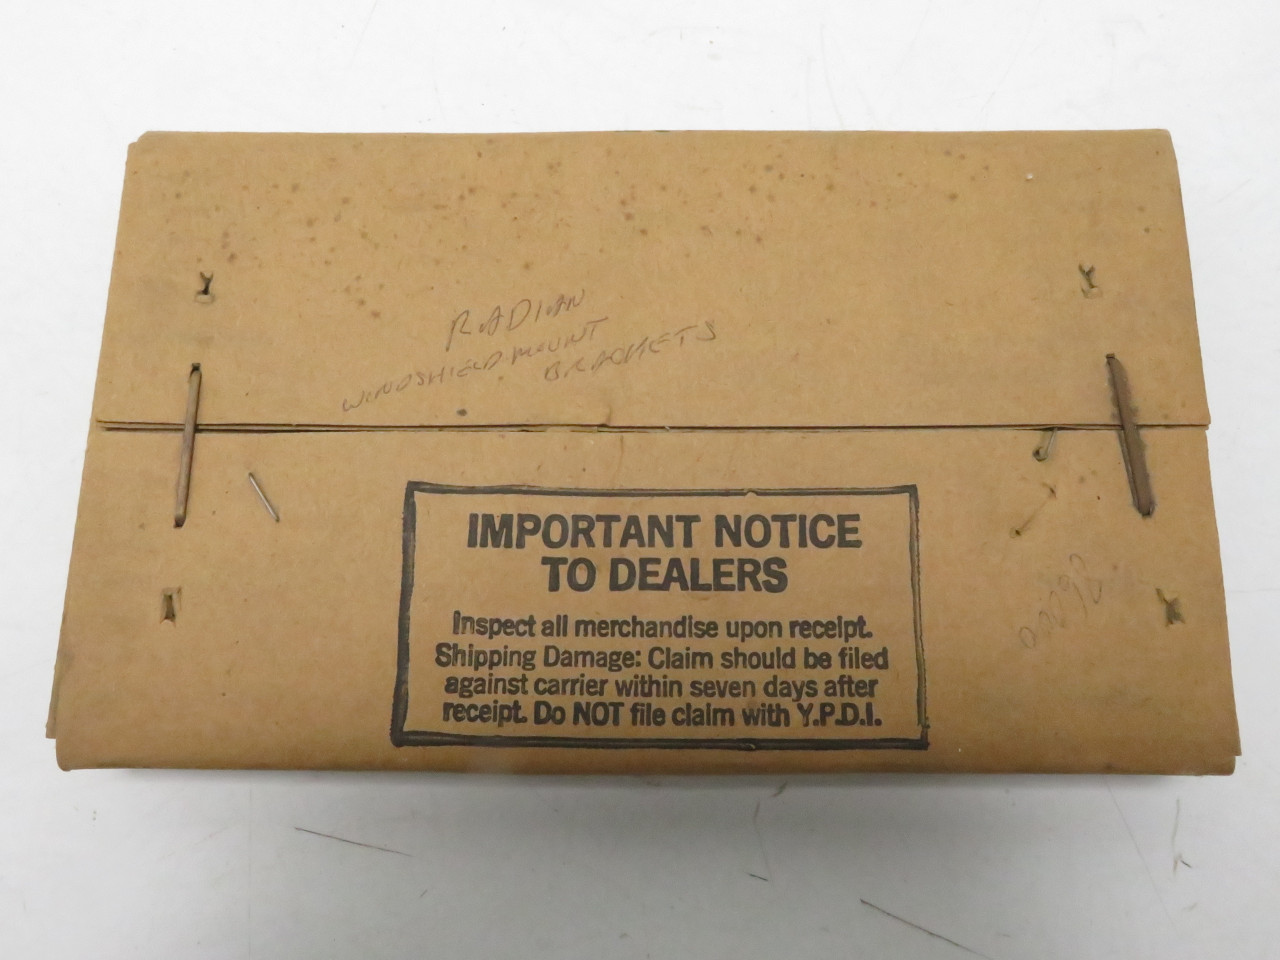 RADIAN
WINDSHIELD MOUNT
BRACKETS
IMPORTANT NOTICE
TO DEALERS
Inspect all merchandise upon receipt.
Shipping Damage: Claim should be filed
against carrier within seven days after
receipt. Do NOT file claim with Y.P.D.I.